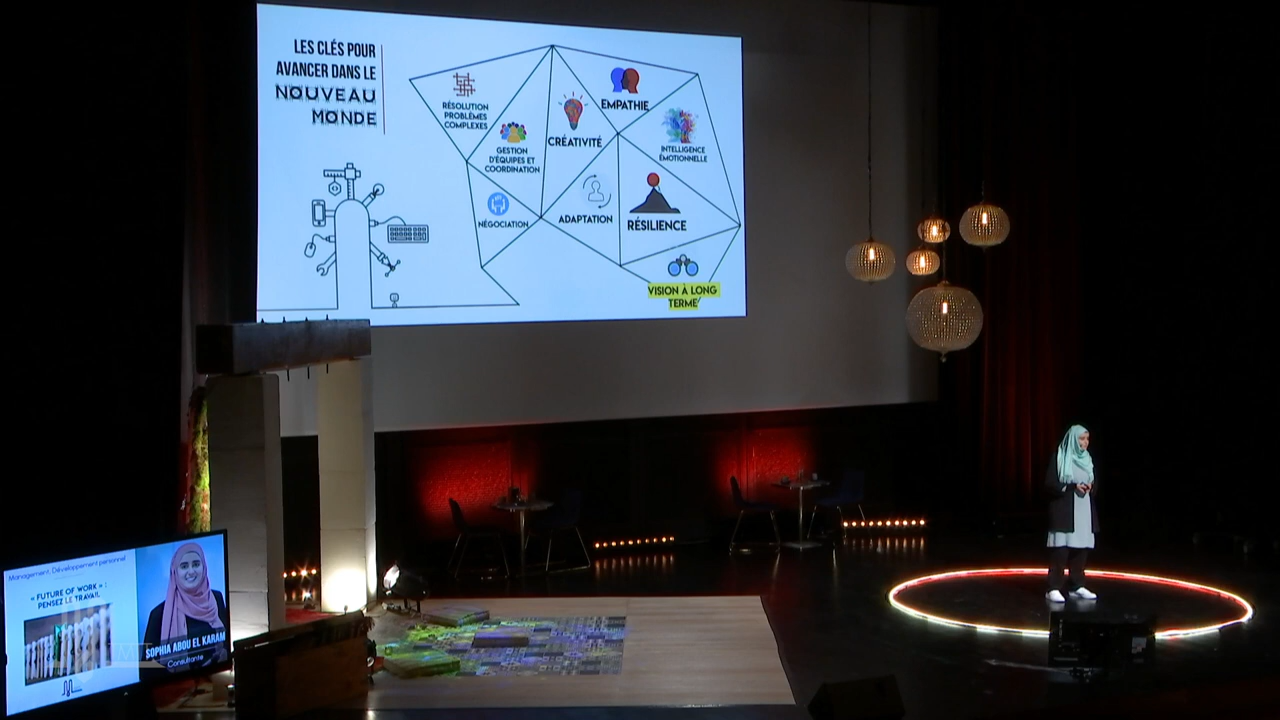 LES CLÉS POUR
AVANCER DANS LE
NOUVEAU
MONDE
RÉSOLUTION
PROBLÈMES
COMPLEXES
GESTION
D'ÉQUIPES ET
COORDINATION
CRÉATIVITÉ
EMPATHIE
INTELLIGENCE
ÉMOTIONNELLE
NÉGOCIATION
ADAPTATION
RÉSILIENCE
VISION À LONG
TERME
Management, Développement personnel
« FUTURE OF WORK » :
PENSEZ LE TRAVAIL
SOPHIA ABOU EL KARAM
Consultante